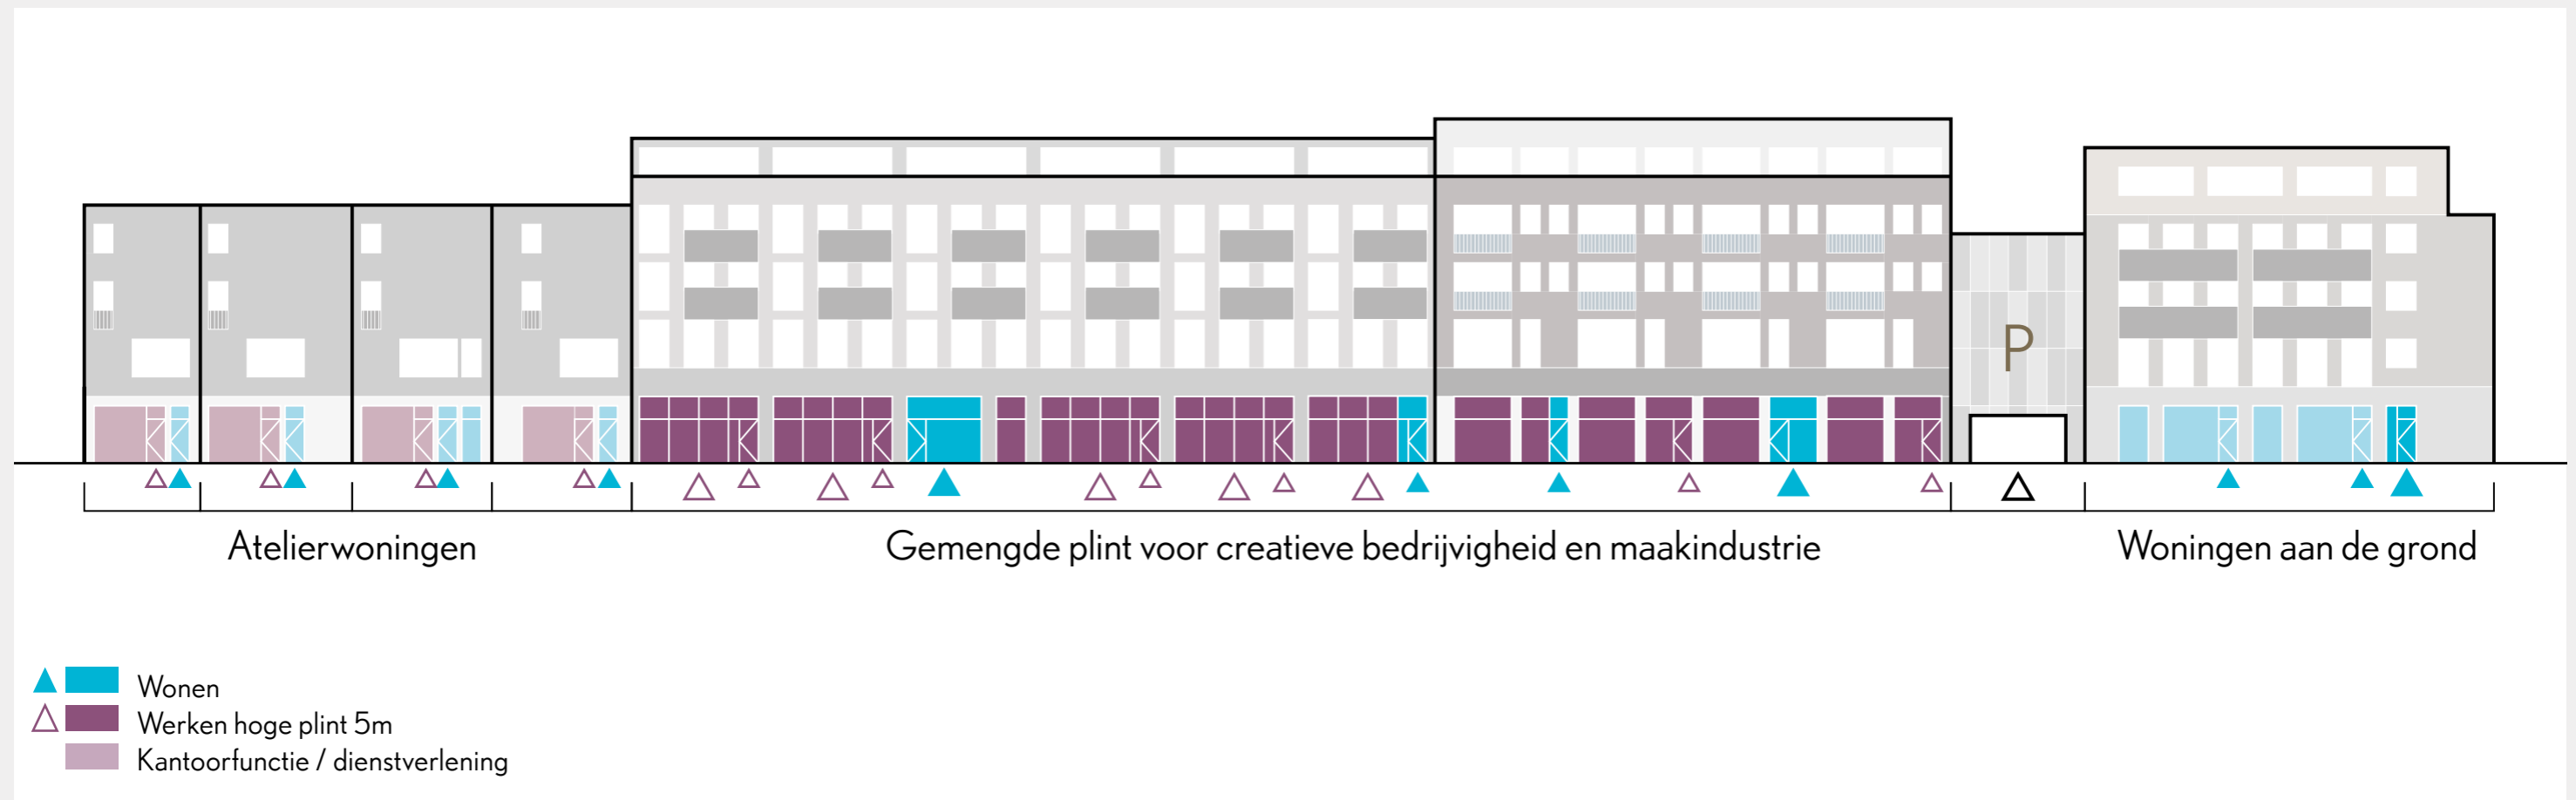 P
Atelierwoningen
Gemengde plint voor creatieve bedrijvigheid en maakindustrie
Woningen aan de grond
Wonen
Werken hoge plint 5m
Kantoorfunctie / dienstverlening